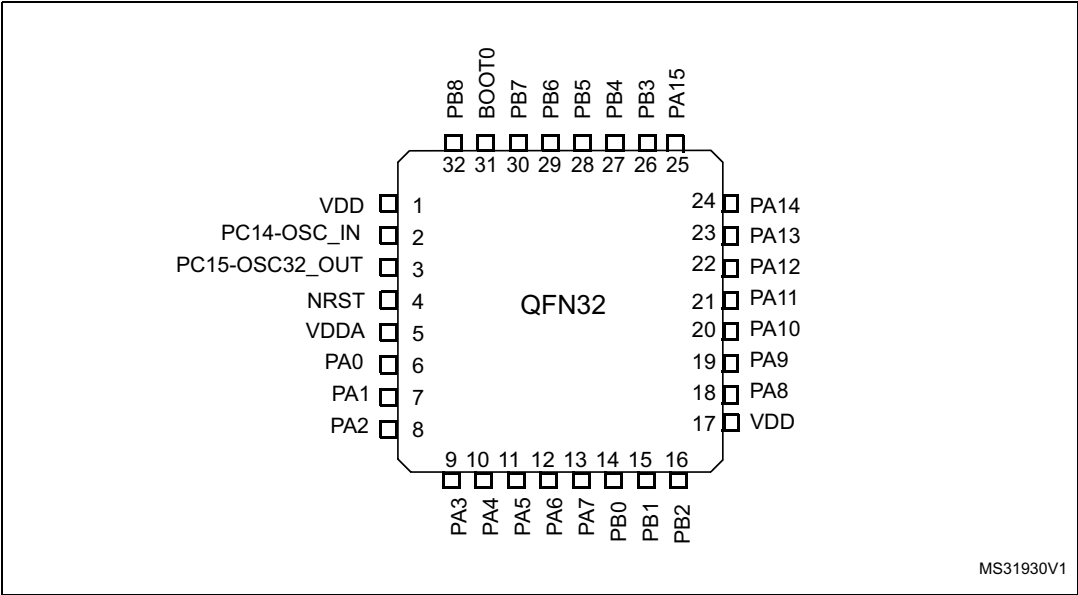 PB8
BOOT0
PB7
PB6
PB5
PB4
PB3
PA15
32 31 30 29 28 27 26 25
VDD 1
PC14-OSC_IN 2
PC15-OSC32_OUT 3
NRST 4
VDDA 5
PA0 6
PA1 7
PA2 8
QFN32
24 PA14
23 PA13
22 PA12
21 PA11
20 PA10
19 PA9
18 PA8
17 VDD
9 10 11 12 13 14 15 16
PA3
PA4
PA5
PA6
PA7
PB0
PB1
PB2
MS31930V1